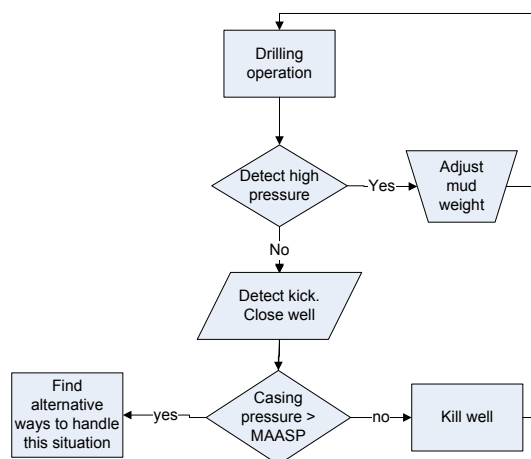 Drilling
operation
Detect high
pressure
Yes
Adjust
mud
weight
No
Detect kick.
Close well
Find
alternative
ways to handle
this situation
yes
Casing
pressure >
MAASP
no
Kill well